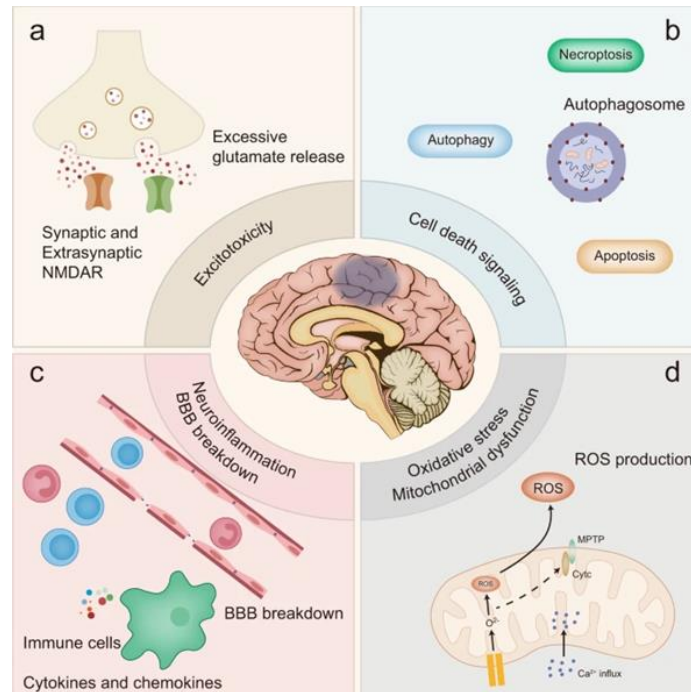 a
Excessive
glutamate release
Synaptic and
Extrasynaptic
NMDAR
Excitotoxicity
b
Necroptosis
Autophagosome
Autophagy
Apoptosis
Cell death signaling
c
Neuroinflammation
BBB breakdown
BBB breakdown
Immune cells
Cytokines and chemokines
d
Oxidative stress
Mitochondrial dysfunction
ROS production
ROS
MPTP
Cytc
ROS
Ca²⁺ influx